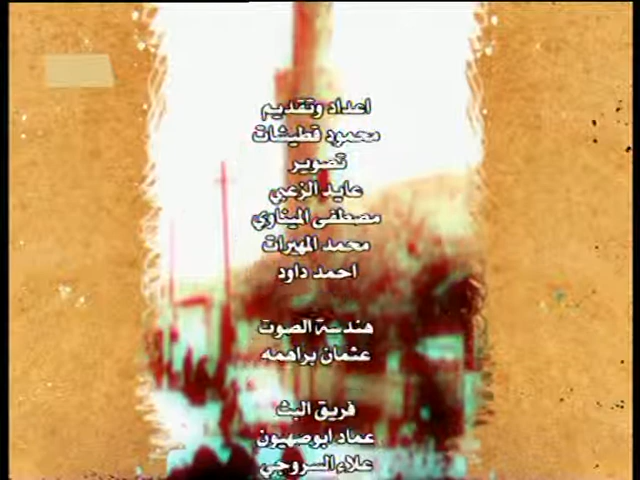 اعداد وتقديم
محمود قطيشات
تصوير
عايد الزعبي
مصطفى الميناوي
محمد المهيرات
احمد داود
هندسة الصوت
عثمان براهمه
فريق البث
عماد ابوصهيون
علاء السروجي